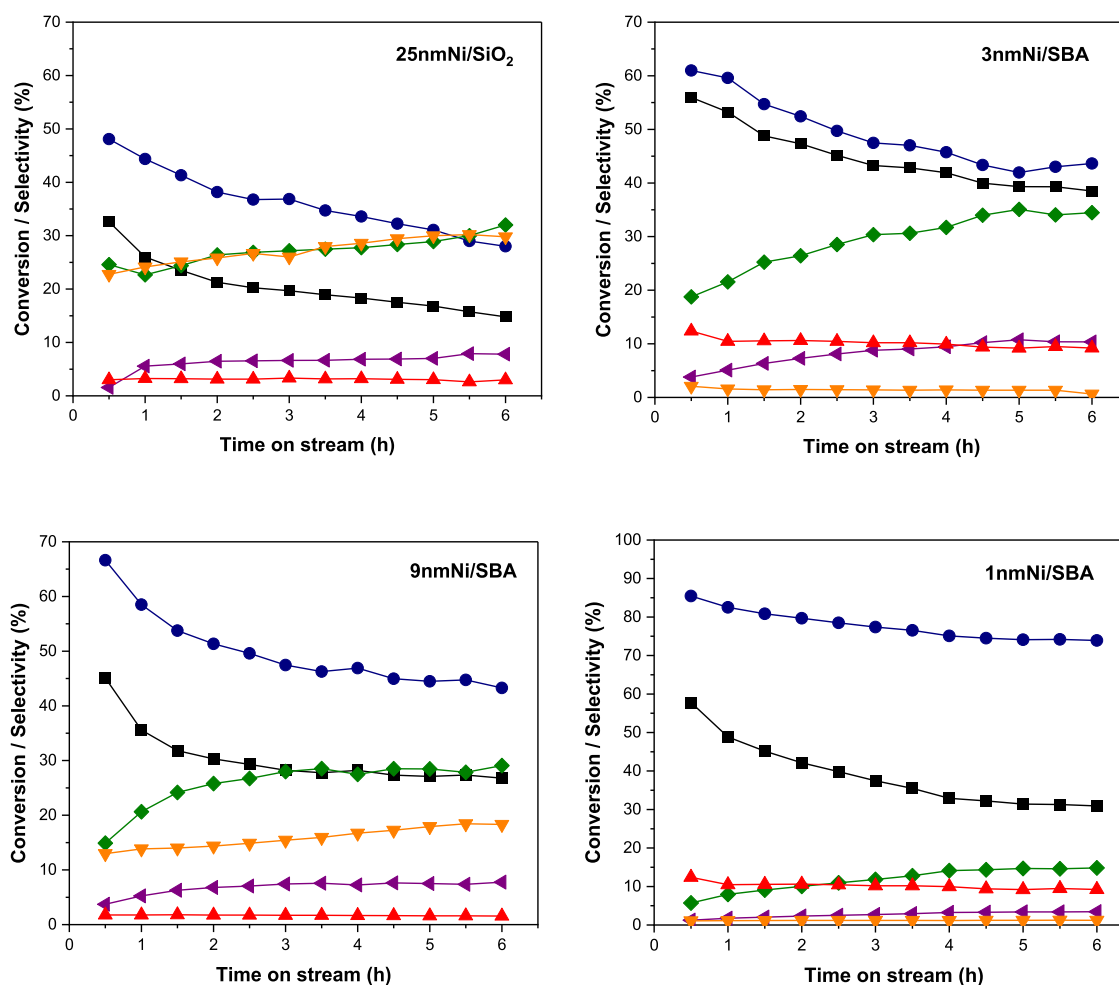 70
60
50
40
30
20
10
0
Conversion / Selectivity (%)
25nmNi/SiO₂
0 1 2 3 4 5 6
Time on stream (h)
70
60
50
40
30
20
10
0
Conversion / Selectivity (%)
3nmNi/SBA
0 1 2 3 4 5 6
Time on stream (h)
70
60
50
40
30
20
10
0
Conversion / Selectivity (%)
9nmNi/SBA
0 1 2 3 4 5 6
Time on stream (h)
100
90
80
70
60
50
40
30
20
10
0
Conversion / Selectivity (%)
1nmNi/SBA
0 1 2 3 4 5 6
Time on stream (h)